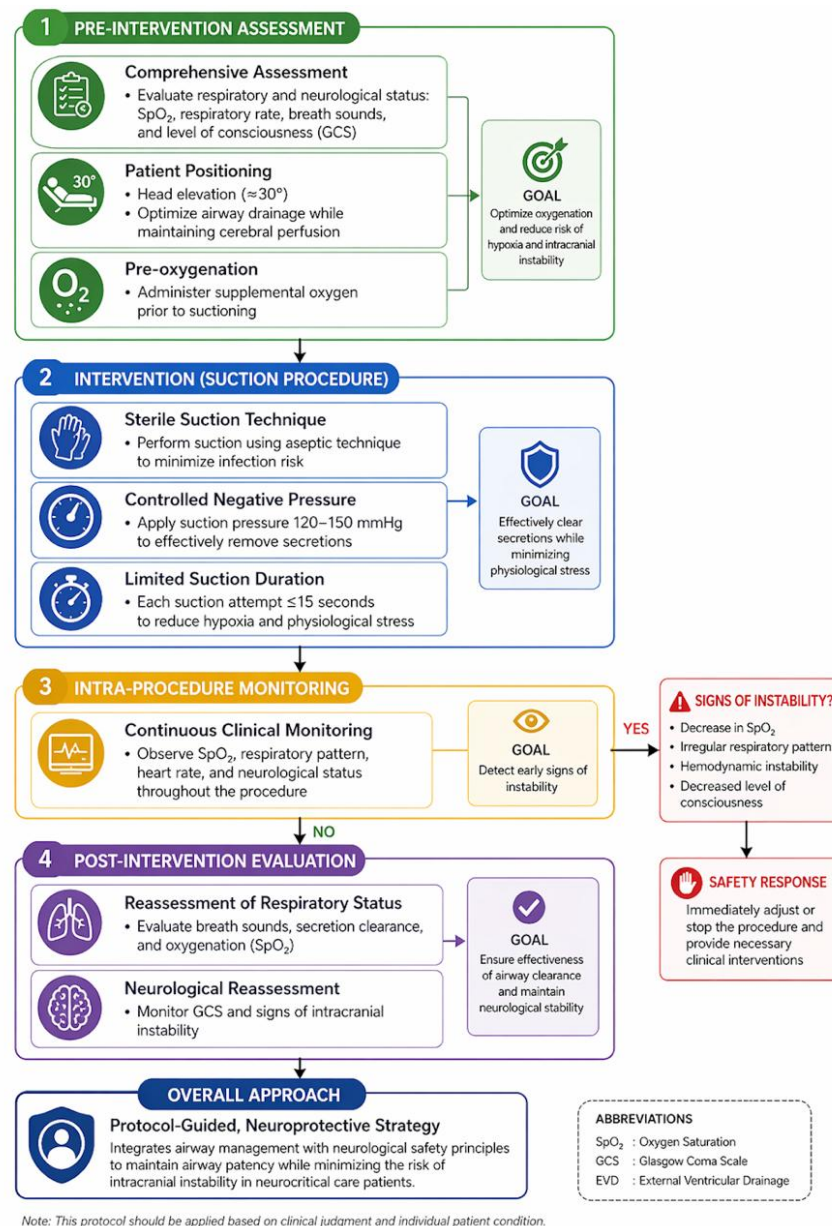 1 PRE-INTERVENTION ASSESSMENT
Comprehensive Assessment
• Evaluate respiratory and neurological status:
SpO₂, respiratory rate, breath sounds,
and level of consciousness (GCS)
30°
Patient Positioning
• Head elevation (≈30°)
• Optimize airway drainage while
maintaining cerebral perfusion
O₂
Pre-oxygenation
• Administer supplemental oxygen
prior to suctioning
GOAL
Optimize oxygenation
and reduce risk of
hypoxia and intracranial
instability
2 INTERVENTION (SUCTION PROCEDURE)
Sterile Suction Technique
• Perform suction using aseptic technique
to minimize infection risk
Controlled Negative Pressure
• Apply suction pressure 120–150 mmHg
to effectively remove secretions
Limited Suction Duration
• Each suction attempt ≤15 seconds
to reduce hypoxia and physiological stress
GOAL
Effectively clear
secretions while
minimizing
physiological stress
3 INTRA-PROCEDURE MONITORING
Continuous Clinical Monitoring
• Observe SpO₂, respiratory pattern,
heart rate, and neurological status
throughout the procedure
GOAL
Detect early signs of
instability
YES
SIGNS OF INSTABILITY?
• Decrease in SpO₂
• Irregular respiratory pattern
• Hemodynamic instability
• Decreased level of
consciousness
SAFETY RESPONSE
Immediately adjust or
stop the procedure and
provide necessary
clinical interventions
NO
4 POST-INTERVENTION EVALUATION
Reassessment of Respiratory Status
• Evaluate breath sounds, secretion clearance,
and oxygenation (SpO₂)
Neurological Reassessment
• Monitor GCS and signs of intracranial
instability
GOAL
Ensure effectiveness
of airway clearance
and maintain
neurological stability
OVERALL APPROACH
Protocol-Guided, Neuroprotective Strategy
Integrates airway management with neurological safety principles
to maintain airway patency while minimizing the risk of
intracranial instability in neurocritical care patients.
ABBREVIATIONS
SpO₂ : Oxygen Saturation
GCS : Glasgow Coma Scale
EVD : External Ventricular Drainage
Note: This protocol should be applied based on clinical judgment and individual patient condition.